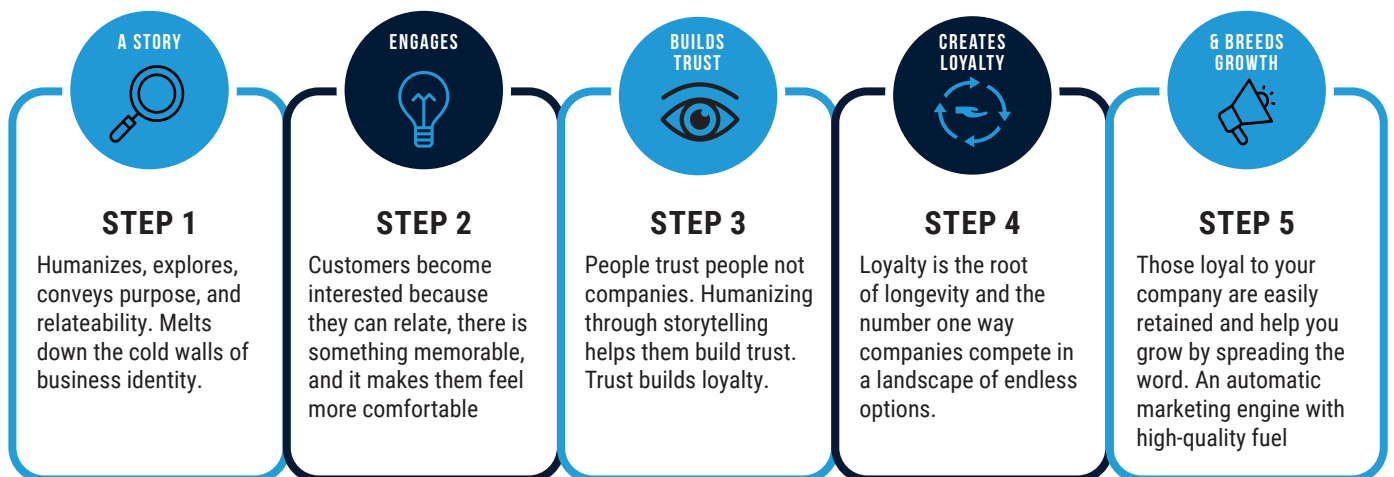 A STORY
STEP 1
Humanizes, explores,
conveys purpose, and
relateability. Melts
down the cold walls of
business identity.
ENGAGES
STEP 2
Customers become
interested because
they can relate, there is
something memorable,
and it makes them feel
more comfortable
BUILDS
TRUST
STEP 3
People trust people not
companies. Humanizing
through storytelling
helps them build trust.
Trust builds loyalty.
CREATES
LOYALTY
STEP 4
Loyalty is the root
of longevity and the
number one way
companies compete in
a landscape of endless
options.
& BREEDS
GROWTH
STEP 5
Those loyal to your
company are easily
retained and help you
grow by spreading the
word. An automatic
marketing engine with
high-quality fuel